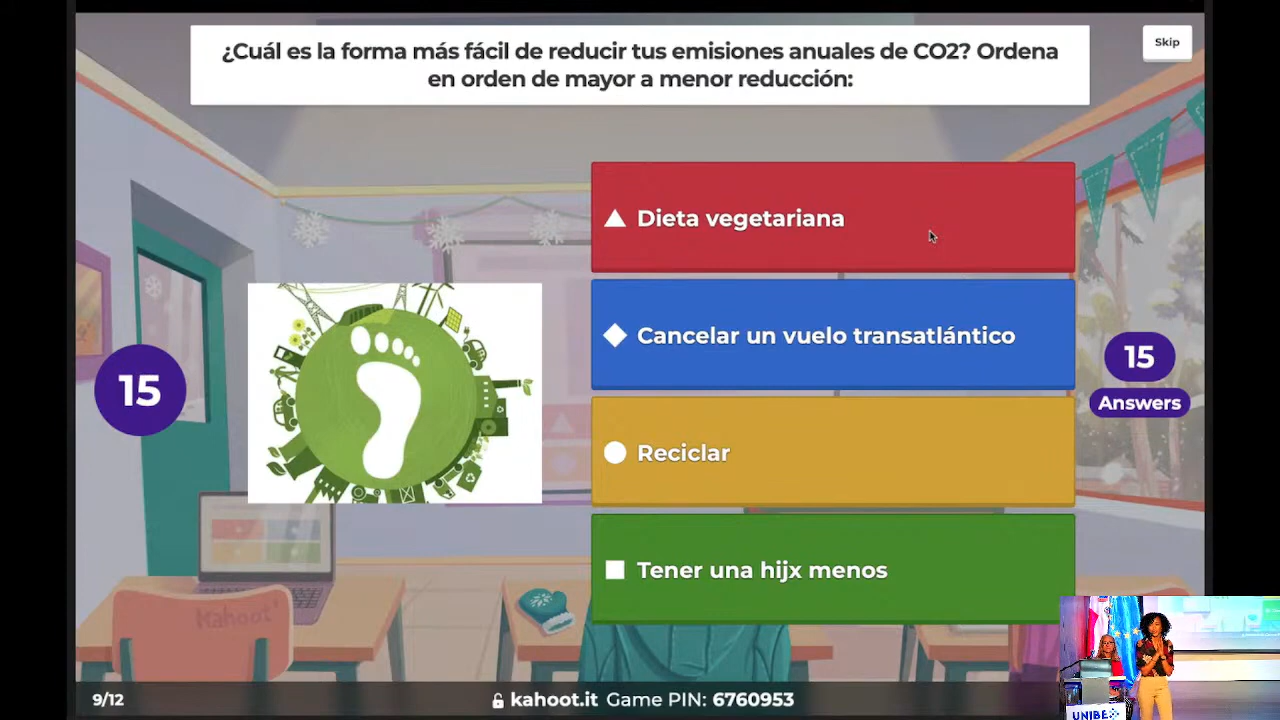 ¿Cuál es la forma más fácil de reducir tus emisiones anuales de CO2? Ordena
en orden de mayor a menor reducción:
Skip
Dieta vegetariana
Cancelar un vuelo transatlántico
15
15
Answers
Reciclar
Tener una hijx menos
Kahoot!
9/12
kahoot.it Game PIN: 6760953
UNIBE